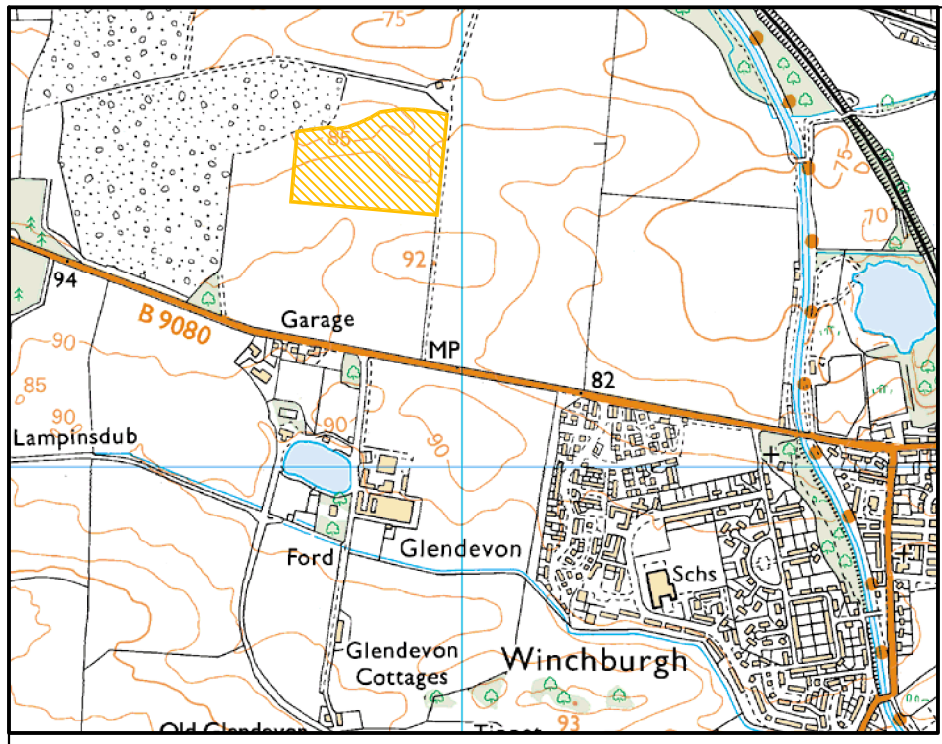 75
85
75
70
94
92
B 9080
Garage
MP
82
90
85
90
90
90
Lampinsdub
Ford
Glendevon
Schs
Glendevon
Cottages
Winchburgh
93